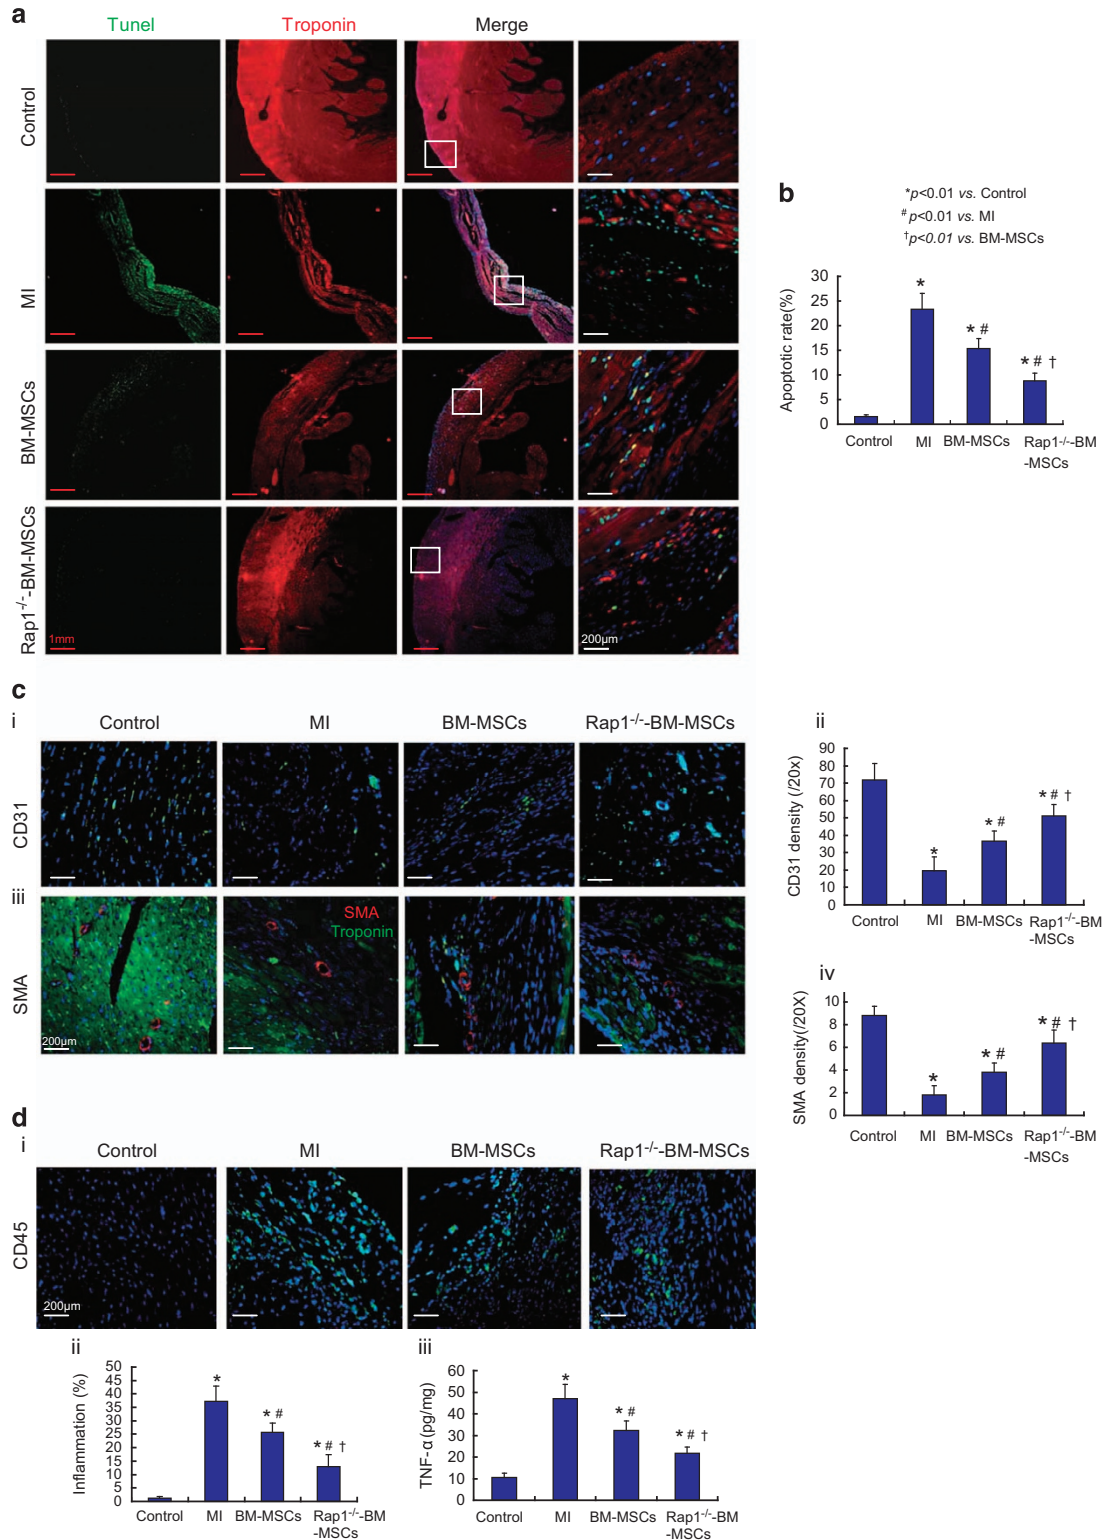 a
Tunel Troponin Merge
Control
MI
BM-MSCs
Rap1-/--BM-MSCs
1mm
200µm
b
*p<0.01 vs. Control
#p<0.01 vs. MI
†p<0.01 vs. BM-MSCs
Apoptotic rate(%)
30
25
20
15
10
5
0
*
* #
* # †
Control MI BM-MSCs Rap1-/--BM
-MSCs
c
i
Control MI BM-MSCs Rap1-/--BM-MSCs
CD31
iii
SMA
SMA
Troponin
200µm
ii
CD31 density (/20x)
90
80
70
60
50
40
30
20
10
0
*
* #
* # †
Control MI BM-MSCs Rap1-/--BM
-MSCs
iv
SMA density(/20X)
10
8
6
4
2
0
*
* #
* # †
Control MI BM-MSCs Rap1-/--BM
-MSCs
d
i
Control MI BM-MSCs Rap1-/--BM-MSCs
CD45
200µm
ii
Inflammation (%)
50
45
40
35
30
25
20
15
10
5
0
*
* #
* # †
Control MI BM-MSCs Rap1-/--BM
-MSCs
iii
TNF-α (pg/mg)
60
50
40
30
20
10
0
*
* #
* # †
Control MI BM-MSCs Rap1-/--BM
-MSCs